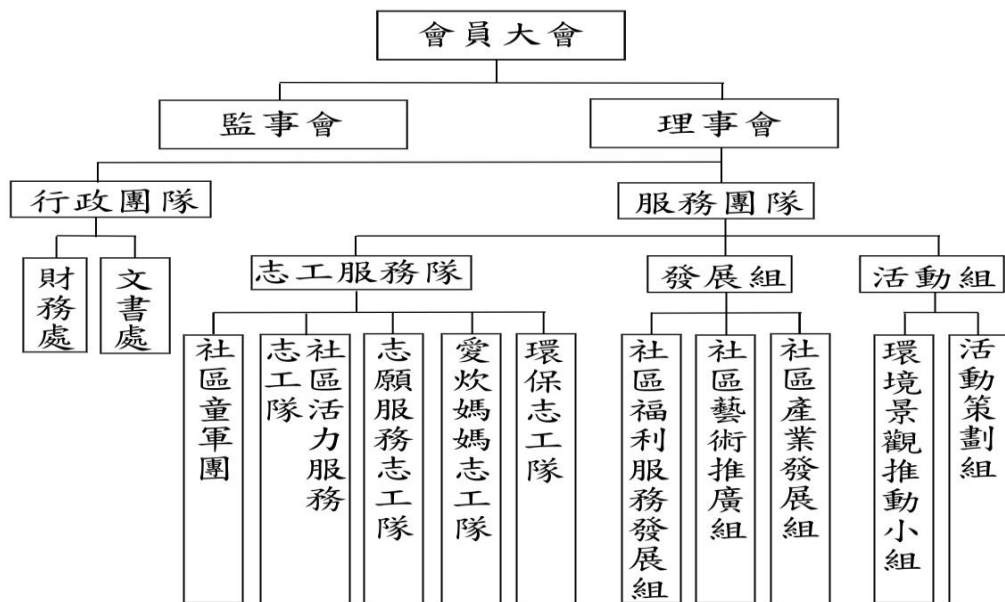 會員大會
監事會
理事會
行政團隊
服務團隊
財務處
文書處
志工服務隊
發展組
活動組
社區童軍團
社區活力服務
志工隊
志願服務志工隊
愛炊媽媽志工隊
環保志工隊
社區福利服務發展組
社區藝術推廣組
社區產業發展組
環境景觀推動小組
活動策劃組